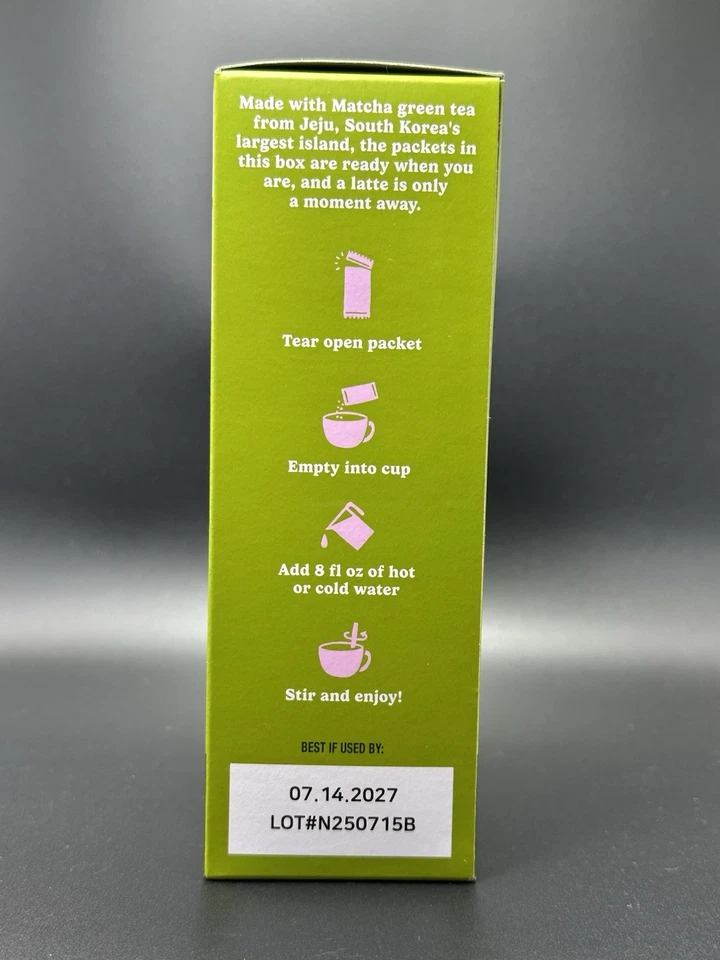 Made with Matcha green tea
from Jeju, South Korea's
largest island, the packets in
this box are ready when you
are, and a latte is only
a moment away.
Tear open packet
Empty into cup
Add 8 fl oz of hot
or cold water
Stir and enjoy!
BEST IF USED BY:
07.14.2027
LOT#N250715B